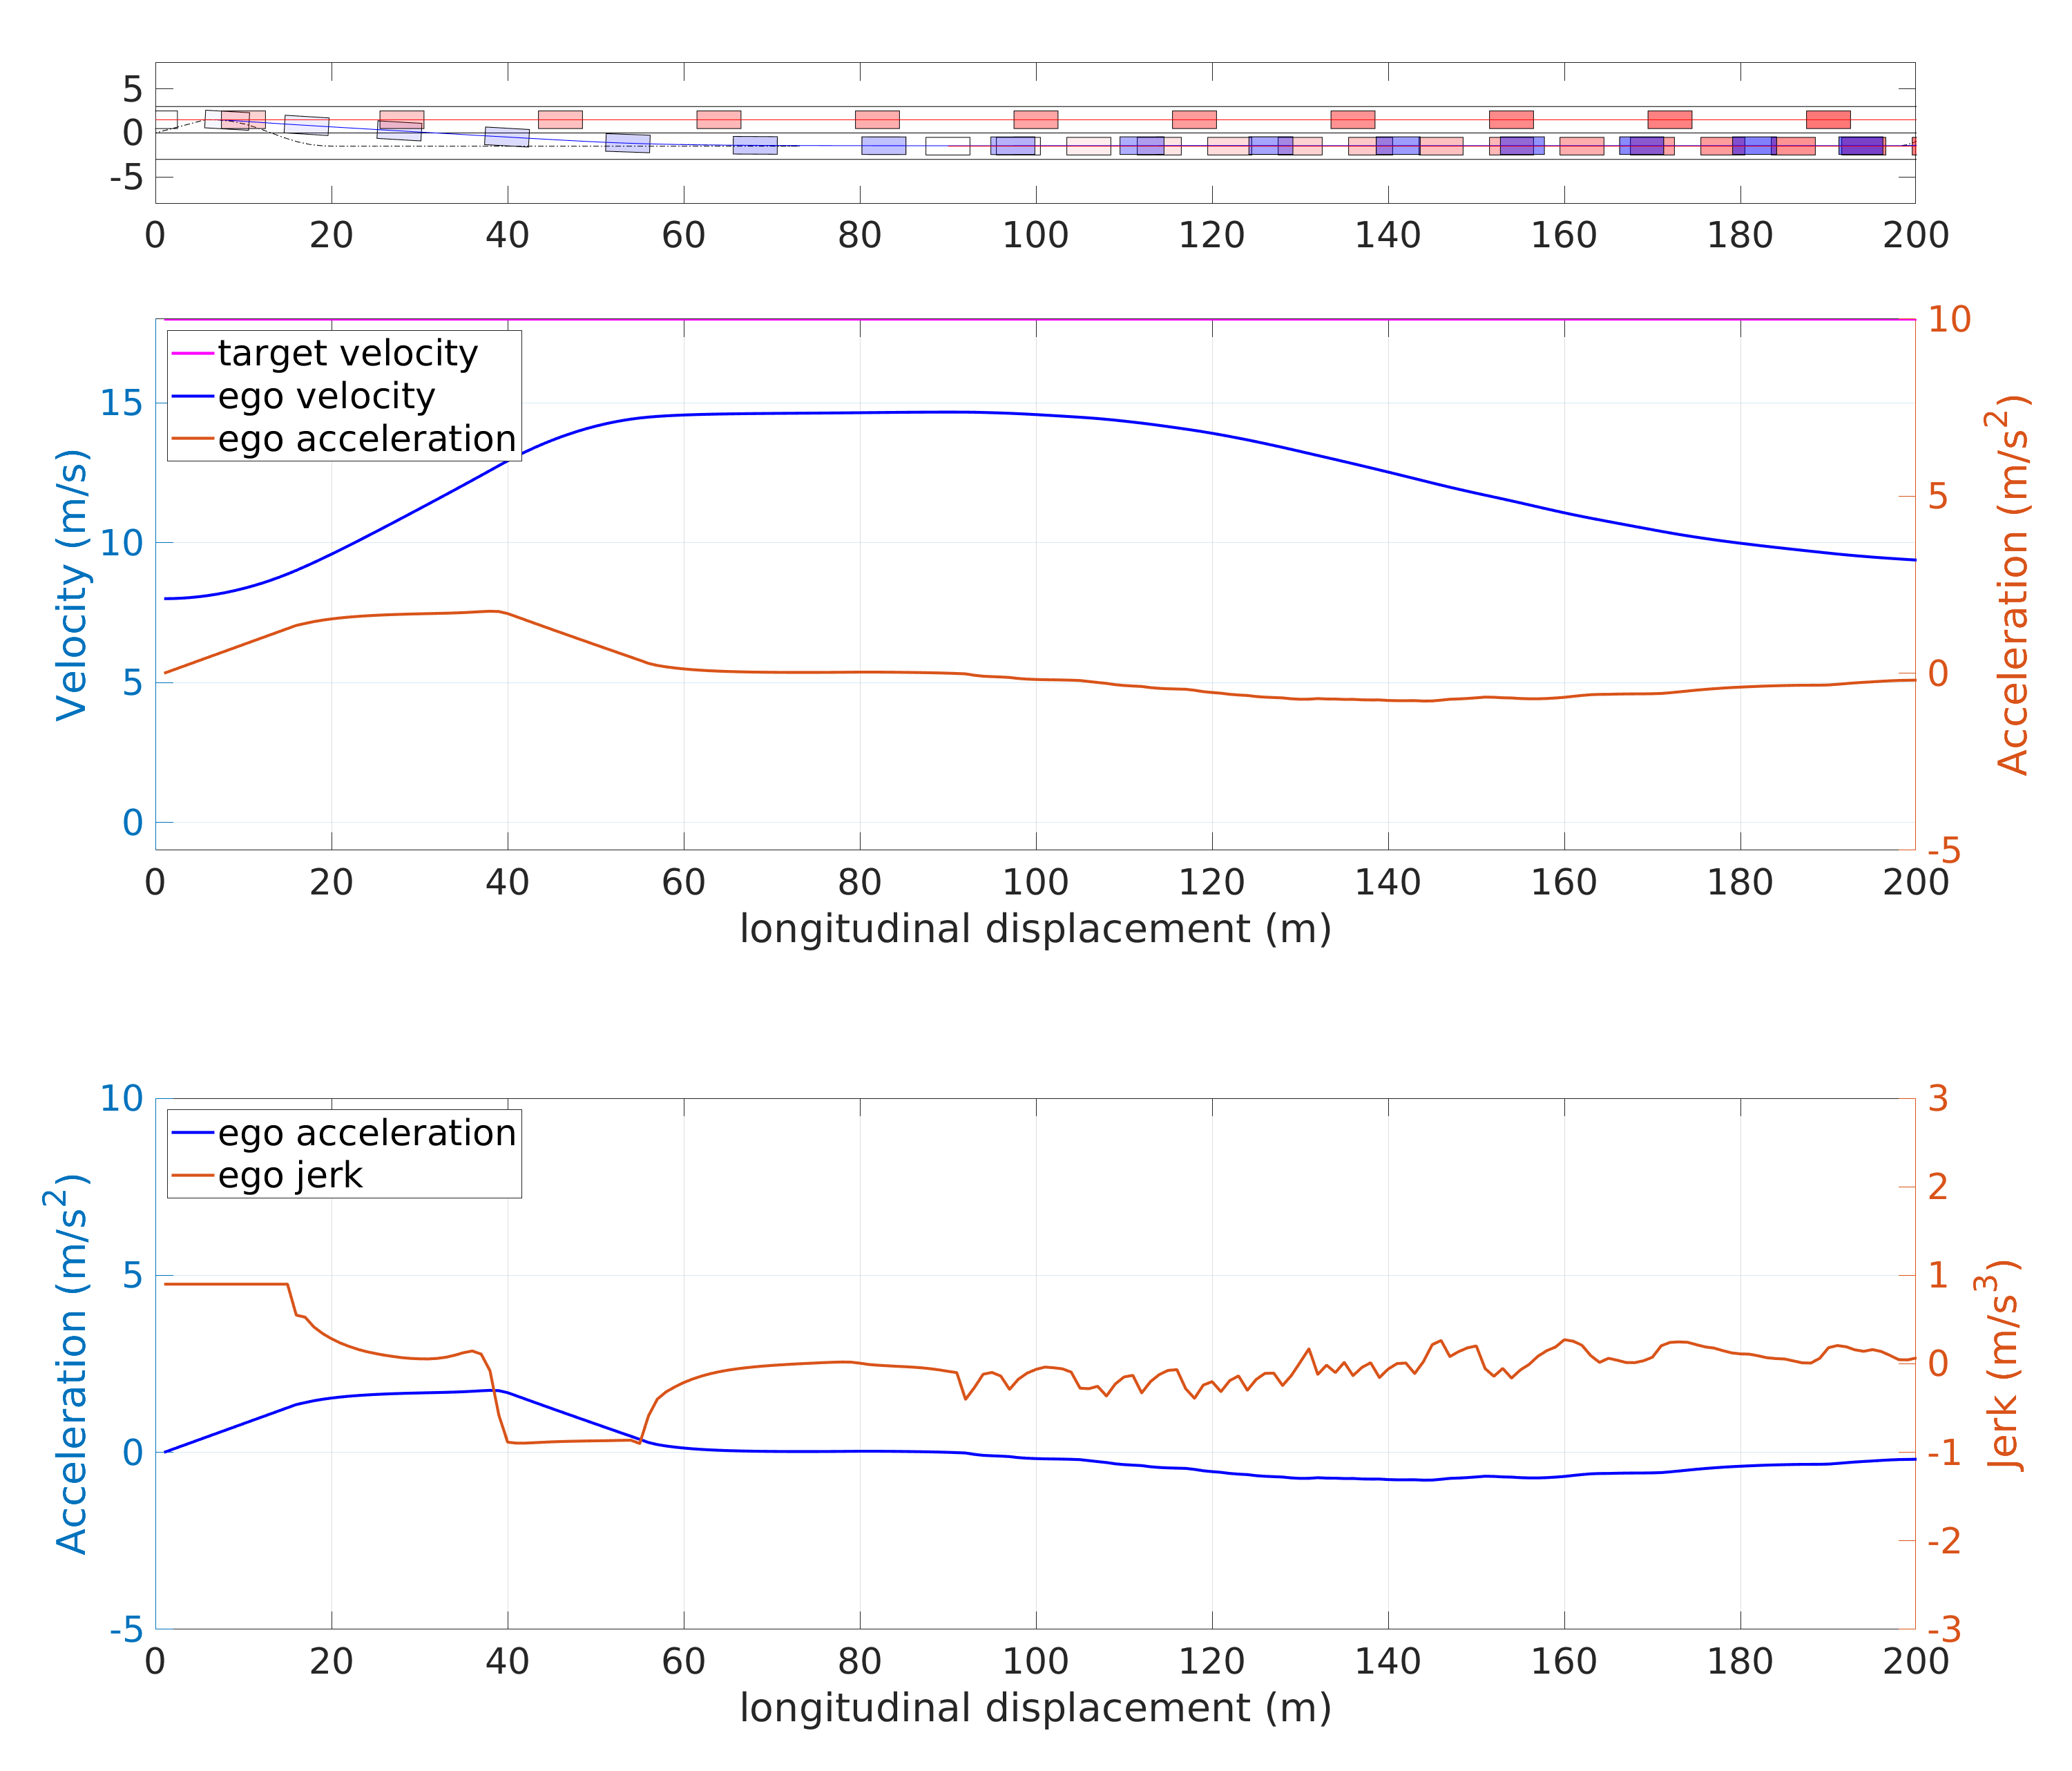 5
0
-5
0 20 40 60 80 100 120 140 160 180 200
target velocity
ego velocity
ego acceleration
Velocity (m/s)
15
10
5
0
10
5
0
-5
Acceleration (m/s²)
0 20 40 60 80 100 120 140 160 180 200
longitudinal displacement (m)
ego acceleration
ego jerk
Acceleration (m/s²)
10
5
0
-5
3
2
1
0
-1
-2
-3
Jerk (m/s³)
0 20 40 60 80 100 120 140 160 180 200
longitudinal displacement (m)